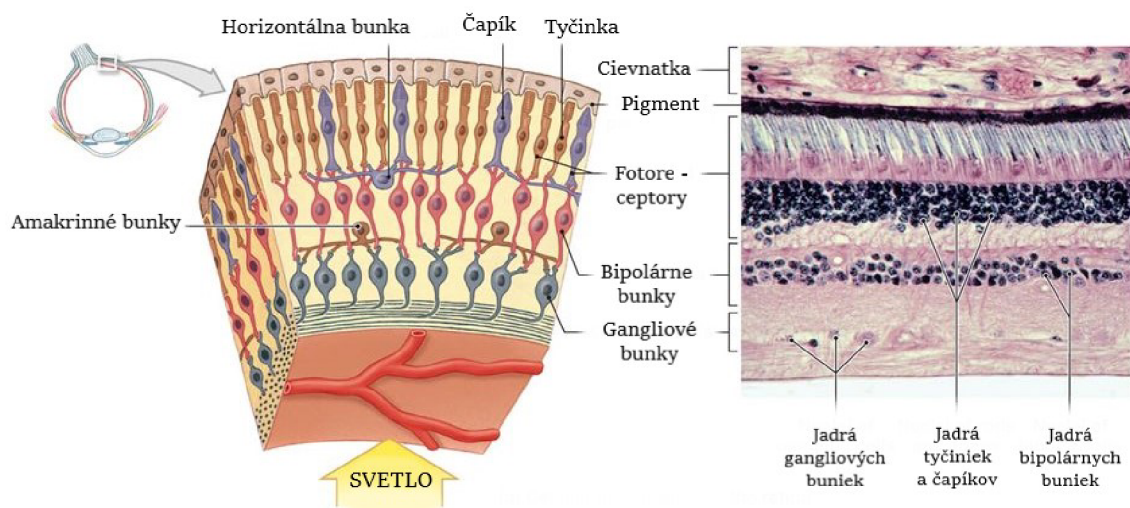 Horizontálna bunka
Čapík
Tyčinka
Cievnatka
Pigment
Fotore -
ceptory
Amakrinné bunky
Bipolárne
bunky
Gangliové
bunky
SVETLO
Jadrá
gangliových
buniek
Jadrá
tyčiniek
a čapíkov
Jadrá
bipolárnych
buniek